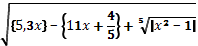 √({5,3x} − {11x + 4/5} + ⁵√|x² − 1|)